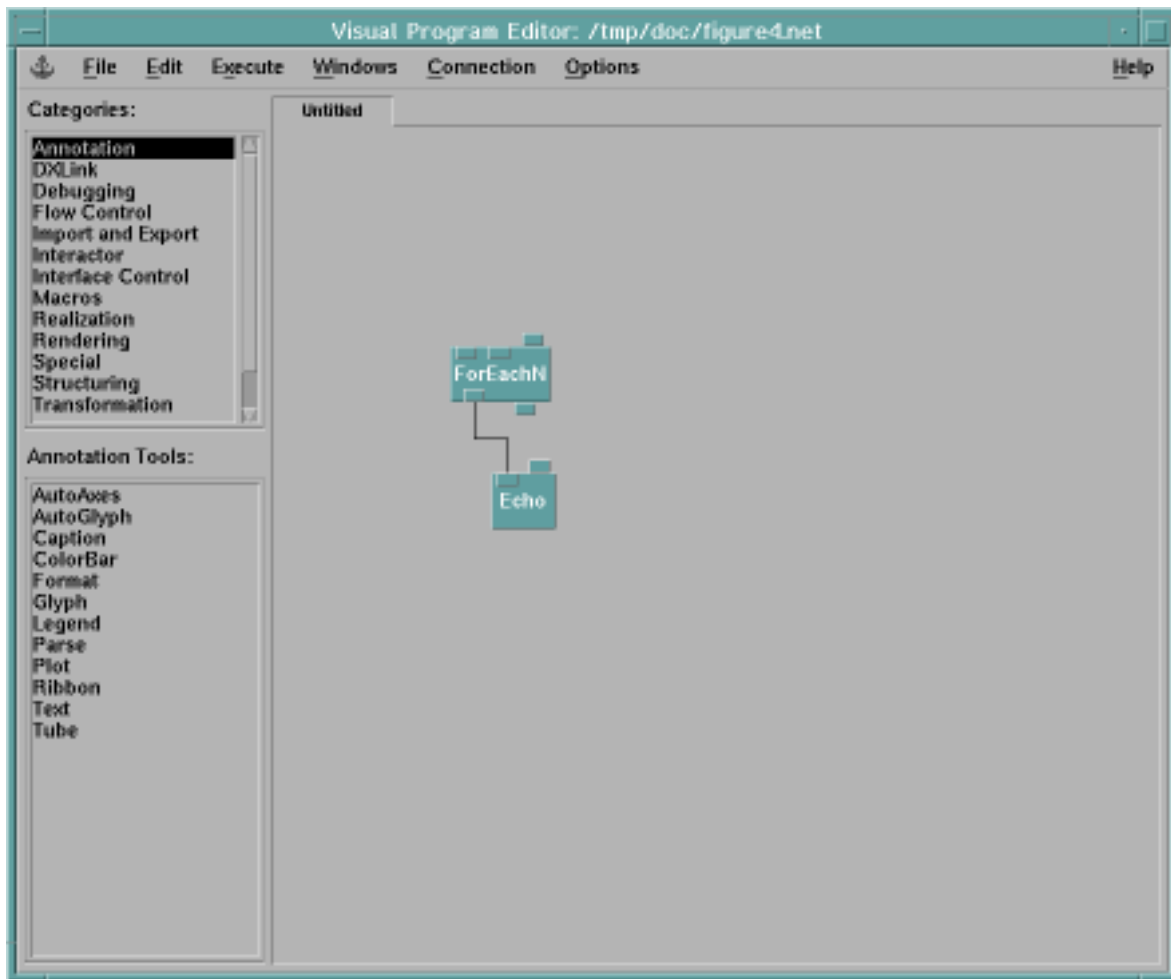 Visual Program Editor: /tmp/doc/figure4.net
File Edit Execute Windows Connection Options Help
Categories:
Untitled
Annotation
DXLink
Debugging
Flow Control
Import and Export
Interactor
Interface Control
Macros
Realization
Rendering
Special
Structuring
Transformation
ForEachN
Echo
Annotation Tools:
AutoAxes
AutoGlyph
Caption
ColorBar
Format
Glyph
Legend
Parse
Plot
Ribbon
Text
Tube